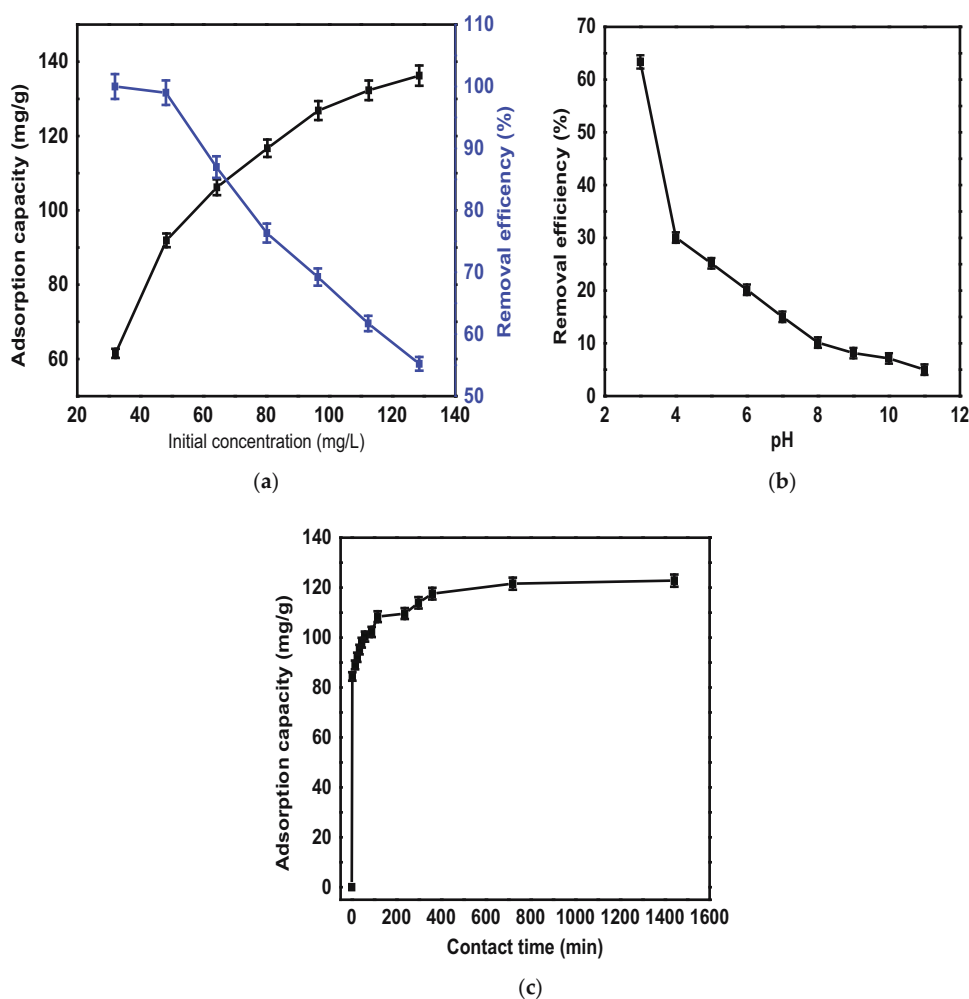 Adsorption capacity (mg/g)
140
120
100
80
60
110
100
90
80
70
60
50
Removal efficency (%)
20 40 60 80 100 120 140
Initial concentration (mg/L)
(a)
Removal efficiency (%)
70
60
50
40
30
20
10
0
2 4 6 8 10 12
pH
(b)
Adsorption capacity (mg/g)
140
120
100
80
60
40
20
0
0 200 400 600 800 1000 1200 1400 1600
Contact time (min)
(c)